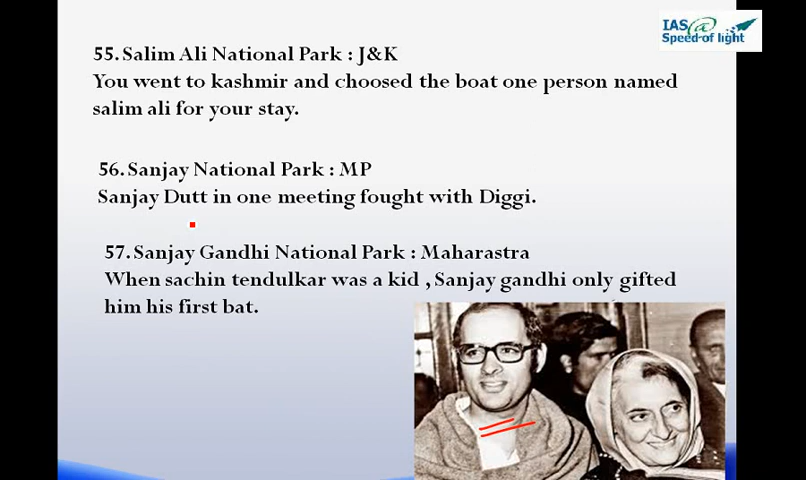 IAS@
Speed of light
55. Salim Ali National Park : J&K
You went to kashmir and choosed the boat one person named
salim ali for your stay.
56. Sanjay National Park : MP
Sanjay Dutt in one meeting fought with Diggi.
57. Sanjay Gandhi National Park : Maharastra
When sachin tendulkar was a kid , Sanjay gandhi only gifted
him his first bat.